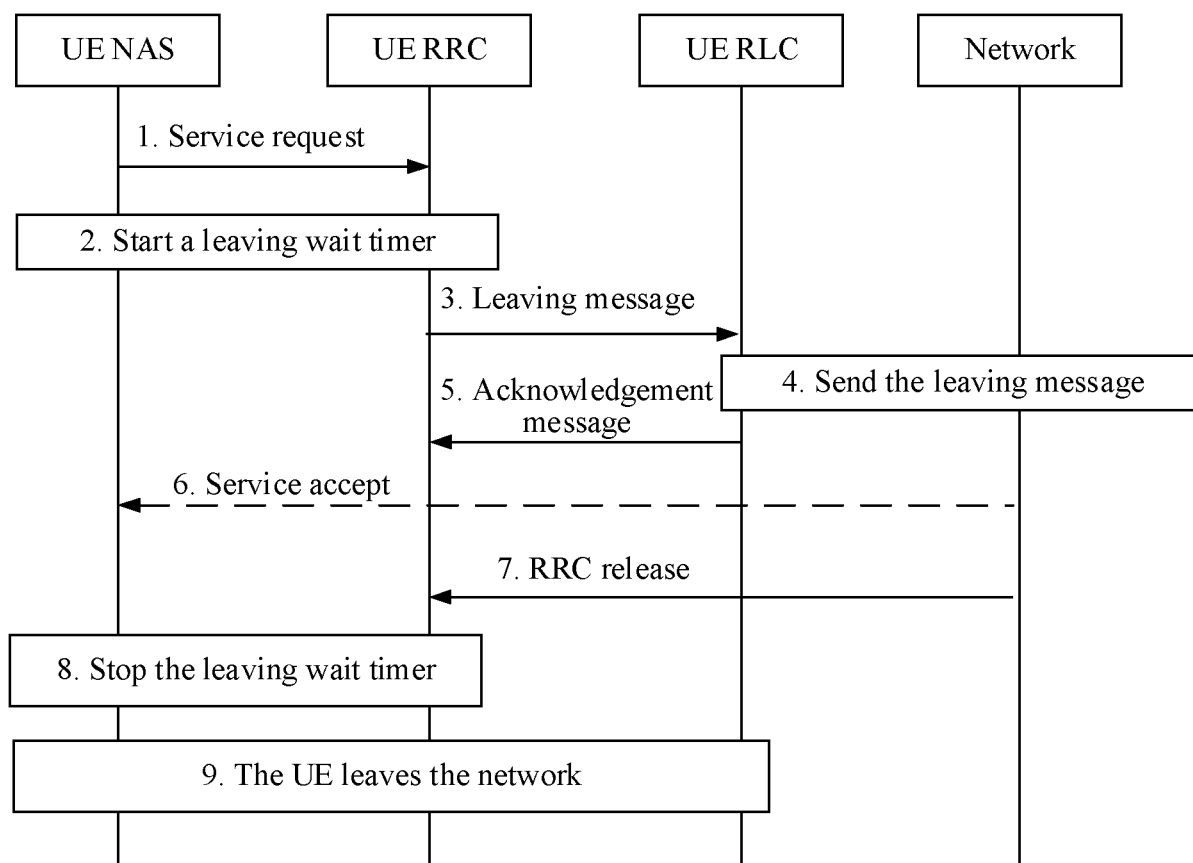 UE NAS
UE RRC
UE RLC
Network
1. Service request
2. Start a leaving wait timer
3. Leaving message
4. Send the leaving message
5. Acknowledgement
message
6. Service accept
7. RRC release
8. Stop the leaving wait timer
9. The UE leaves the network